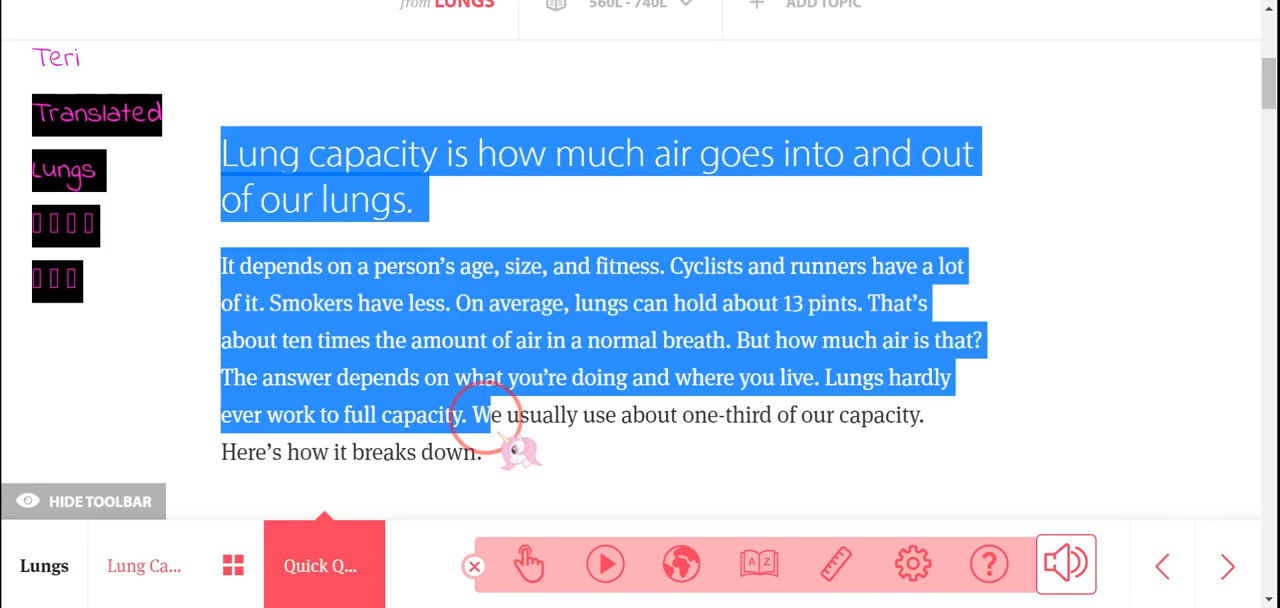 from LUNGS
560L - 740L
ADD TOPIC
Teri
Translated
Lungs
Lung capacity is how much air goes into and out
of our lungs.
It depends on a person's age, size, and fitness. Cyclists and runners have a lot
of it. Smokers have less. On average, lungs can hold about 13 pints. That's
about ten times the amount of air in a normal breath. But how much air is that?
The answer depends on what you're doing and where you live. Lungs hardly
ever work to full capacity. We usually use about one-third of our capacity.
Here's how it breaks down.
HIDE TOOLBAR
Lungs
Lung Ca...
Quick Q...
A Z